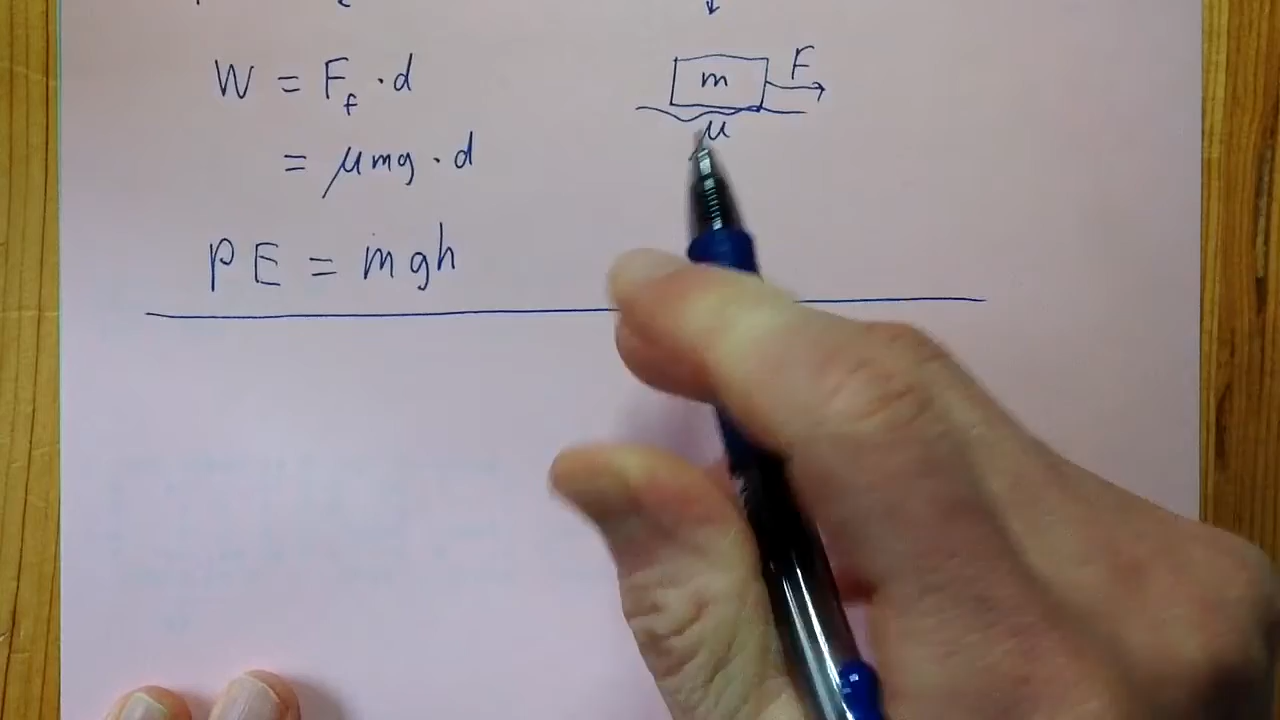 W = F_f · d
= μmg · d
PE = mgh
m
F
μ